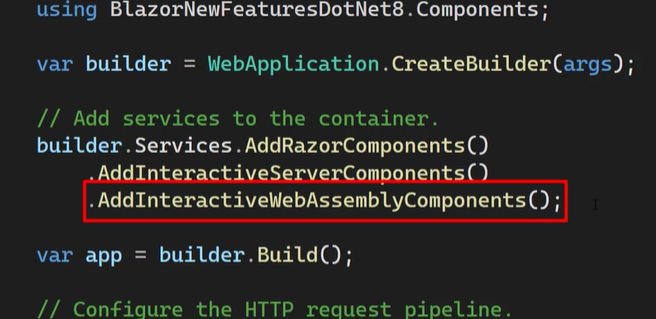 using BlazorNewFeaturesDotNet8.Components;
var builder = WebApplication.CreateBuilder(args);
// Add services to the container.
builder.Services.AddRazorComponents()
.AddInteractiveServerComponents()
.AddInteractiveWebAssemblyComponents();
var app = builder.Build();
// Configure the HTTP request pipeline.